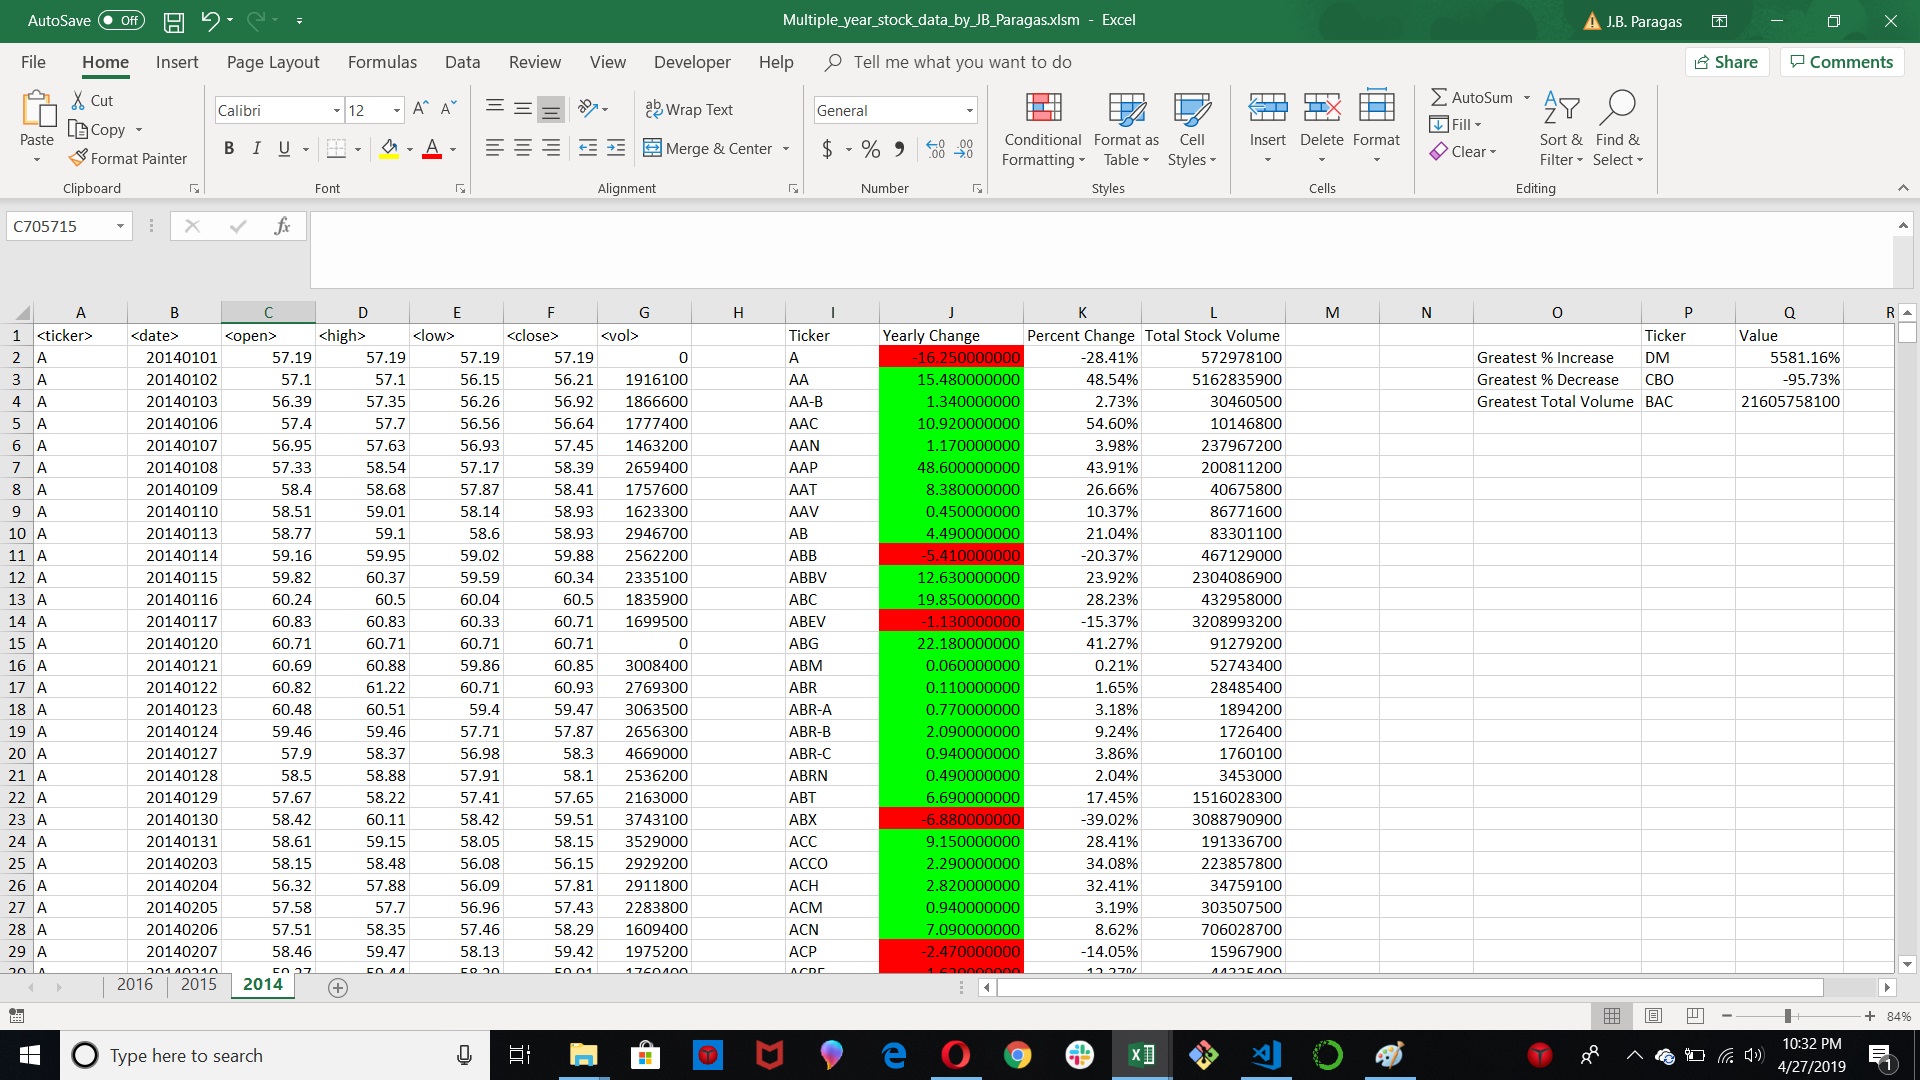 AutoSave Off Multiple_year_stock_data_by_JB_Paragas.xlsm - Excel J.B. Paragas
File Home Insert Page Layout Formulas Data Review View Developer Help Tell me what you want to do Share Comments
Cut
Copy
Format Painter
Paste
Clipboard
Calibri 12
B I U A
Font
Wrap Text
Merge & Center
Alignment
General
$ % ,
Number
Conditional Formatting
Format as Table
Cell Styles
Styles
Insert Delete Format
Cells
AutoSum
Fill
Clear
Sort & Filter
Find & Select
Editing
C705715 fx
A B C D E F G H I J K L M N O P Q R
1 <ticker> <date> <open> <high> <low> <close> <vol> Ticker Yearly Change Percent Change Total Stock Volume Ticker Value
2 A 20140101 57.19 57.19 57.19 57.19 0 A -16.250000000 -28.41% 572978100 Greatest % Increase DM 5581.16%
3 A 20140102 57.1 57.1 56.15 56.21 1916100 AA 15.480000000 48.54% 5162835900 Greatest % Decrease CBO -95.73%
4 A 20140103 56.39 57.35 56.26 56.92 1866600 AA-B 1.340000000 2.73% 30460500 Greatest Total Volume BAC 21605758100
5 A 20140106 57.4 57.7 56.56 56.64 1777400 AAC 10.920000000 54.60% 10146800
6 A 20140107 56.95 57.63 56.93 57.45 1463200 AAN 1.170000000 3.98% 237967200
7 A 20140108 57.33 58.54 57.17 58.39 2659400 AAP 48.600000000 43.91% 200811200
8 A 20140109 58.4 58.68 57.87 58.41 1757600 AAT 8.380000000 26.66% 40675800
9 A 20140110 58.51 59.01 58.14 58.93 1623300 AAV 0.450000000 10.37% 86771600
10 A 20140113 58.77 59.1 58.6 58.93 2946700 AB 4.490000000 21.04% 83301100
11 A 20140114 59.16 59.95 59.02 59.88 2562200 ABB -5.410000000 -20.37% 467129000
12 A 20140115 59.82 60.37 59.59 60.34 2335100 ABBV 12.630000000 23.92% 2304086900
13 A 20140116 60.24 60.5 60.04 60.5 1835900 ABC 19.850000000 28.23% 432958000
14 A 20140117 60.83 60.83 60.33 60.71 1699500 ABEV -1.130000000 -15.37% 3208993200
15 A 20140120 60.71 60.71 60.71 60.71 0 ABG 22.180000000 41.27% 91279200
16 A 20140121 60.69 60.88 59.86 60.85 3008400 ABM 0.060000000 0.21% 52743400
17 A 20140122 60.82 61.22 60.71 60.93 2769300 ABR 0.110000000 1.65% 28485400
18 A 20140123 60.48 60.51 59.4 59.47 3063500 ABR-A 0.770000000 3.18% 1894200
19 A 20140124 59.46 59.46 57.71 57.87 2656300 ABR-B 2.090000000 9.24% 1726400
20 A 20140127 57.9 58.37 56.98 58.3 4669000 ABR-C 0.940000000 3.86% 1760100
21 A 20140128 58.5 58.88 57.91 58.1 2536200 ABRN 0.490000000 2.04% 3453000
22 A 20140129 57.67 58.22 57.41 57.65 2163000 ABT 6.690000000 17.45% 1516028300
23 A 20140130 58.42 60.11 58.42 59.51 3743100 ABX -6.880000000 -39.02% 3088790900
24 A 20140131 58.61 59.15 58.05 58.15 3529000 ACC 9.150000000 28.41% 191336700
25 A 20140203 58.15 58.48 56.08 56.15 2929200 ACCO 2.290000000 34.08% 223857800
26 A 20140204 56.32 57.88 56.09 57.81 2911800 ACH 2.820000000 32.41% 34759100
27 A 20140205 57.58 57.7 56.96 57.43 2283800 ACM 0.940000000 3.19% 303507500
28 A 20140206 57.51 58.35 57.46 58.29 1609400 ACN 7.090000000 8.62% 706028700
29 A 20140207 58.46 59.47 58.13 59.42 1975200 ACP -2.470000000 -14.05% 15967900
2016 2015 2014
84%
Type here to search
10:32 PM
4/27/2019
1